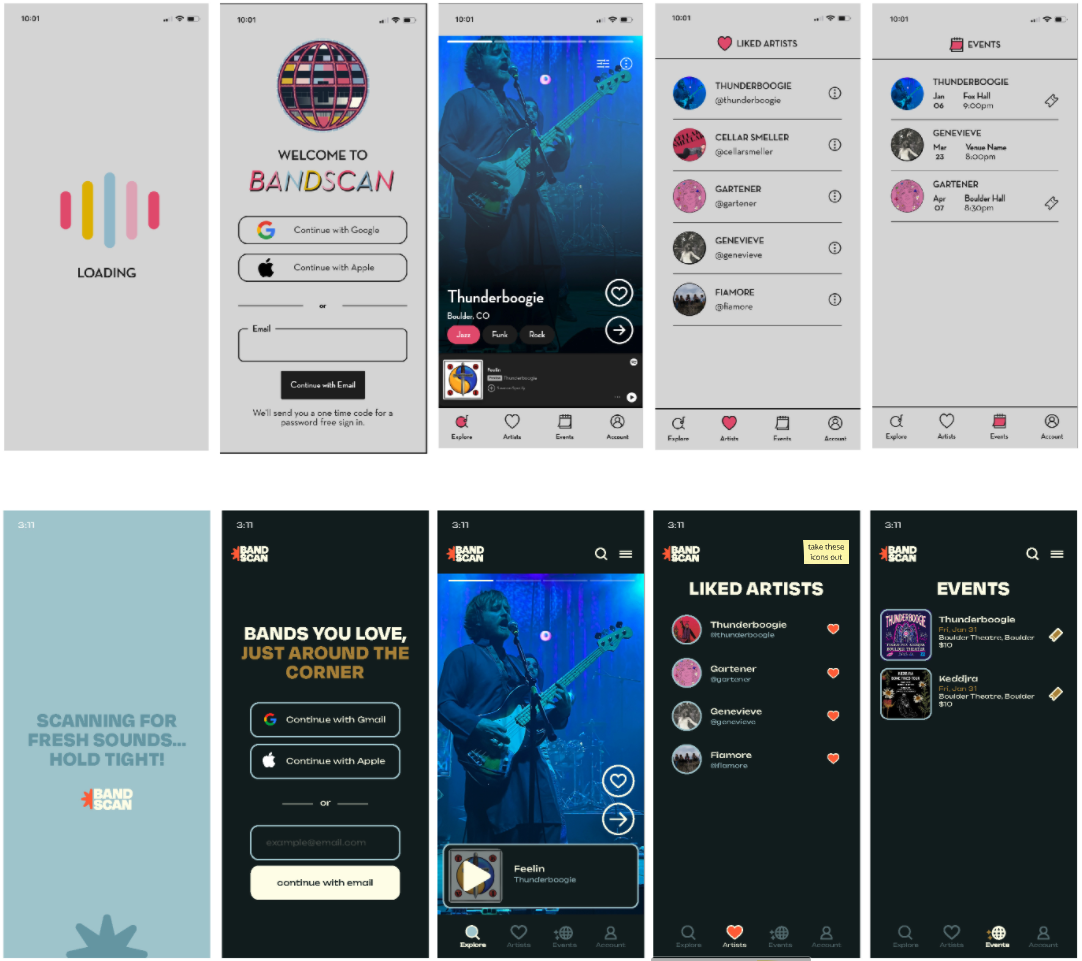 10:01
LOADING
10:01
WELCOME TO
BANDSCAN
Continue with Google
Continue with Apple
or
Email
Continue with Email
We'll send you a one time code for a
password free sign in.
Thunderboogie
Boulder, CO
Jazz
Funk
Rock
Feelin
Thunderboogie
Explore
Artists
Events
Account
10:01
LIKED ARTISTS
THUNDERBOOGIE
@thunderboogie
CELLAR SMELLER
@cellarsmeller
GARTENER
@gartener
GENEVIEVE
@genevieve
FIAMORE
@fiamore
Explore
Artists
Events
Account
10:01
EVENTS
THUNDERBOOGIE
Jan Fox Hall
06 9:00pm
GENEVIEVE
Mar Venue Name
23 8:00pm
GARTENER
Apr Boulder Hall
07 8:30pm
Explore
Artists
Events
Account
3:11
SCANNING FOR
FRESH SOUNDS...
HOLD TIGHT!
BAND
SCAN
3:11
BAND
SCAN
BANDS YOU LOVE,
JUST AROUND THE
CORNER
Continue with Gmail
Continue with Apple
or
example@email.com
continue with email
3:11
BAND
SCAN
Feelin
Thunderboogie
Explore
Artists
Events
Account
3:11
BAND
SCAN
take these
icons out
LIKED ARTISTS
Thunderboogie
@thunderboogie
Gartener
@gartener
Genevieve
@genevieve
Fiamore
@fiamore
Explore
Artists
Events
Account
3:11
BAND
SCAN
EVENTS
THUNDERBOOGIE
Thunderboogie
Fri, Jan 31
Boulder Theatre, Boulder
$10
KEDDJRA
Keddjra
Fri, Jan 31
Boulder Theatre, Boulder
$10
Explore
Artists
Events
Account